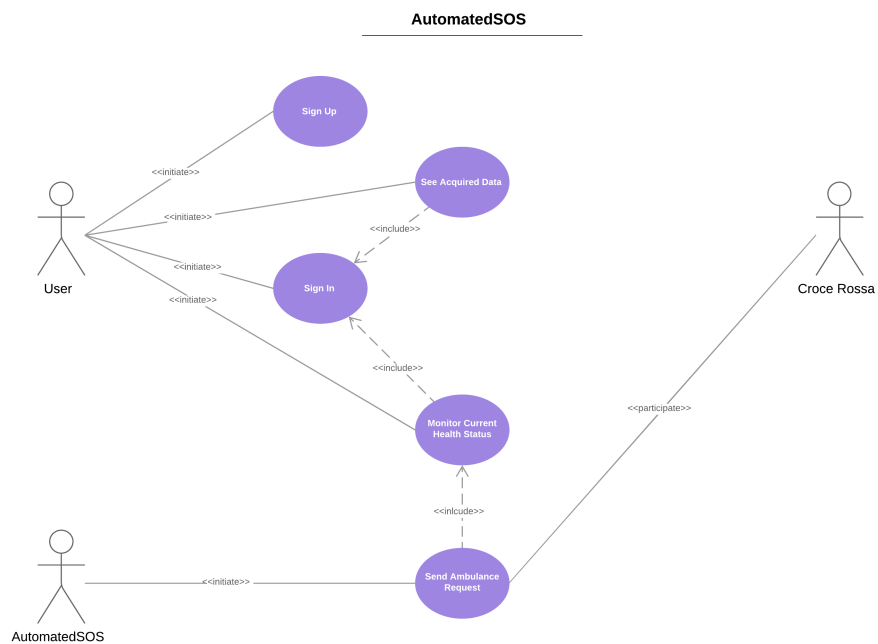 AutomatedSOS
Sign Up
<<initiate>>
See Acquired Data
<<initiate>>
<<include>>
<<initiate>>
Sign In
User
Croce Rossa
<<initiate>>
<<include>>
<<participate>>
Monitor Current
Health Status
<<inlcude>>
<<initiate>>
Send Ambulance
Request
AutomatedSOS